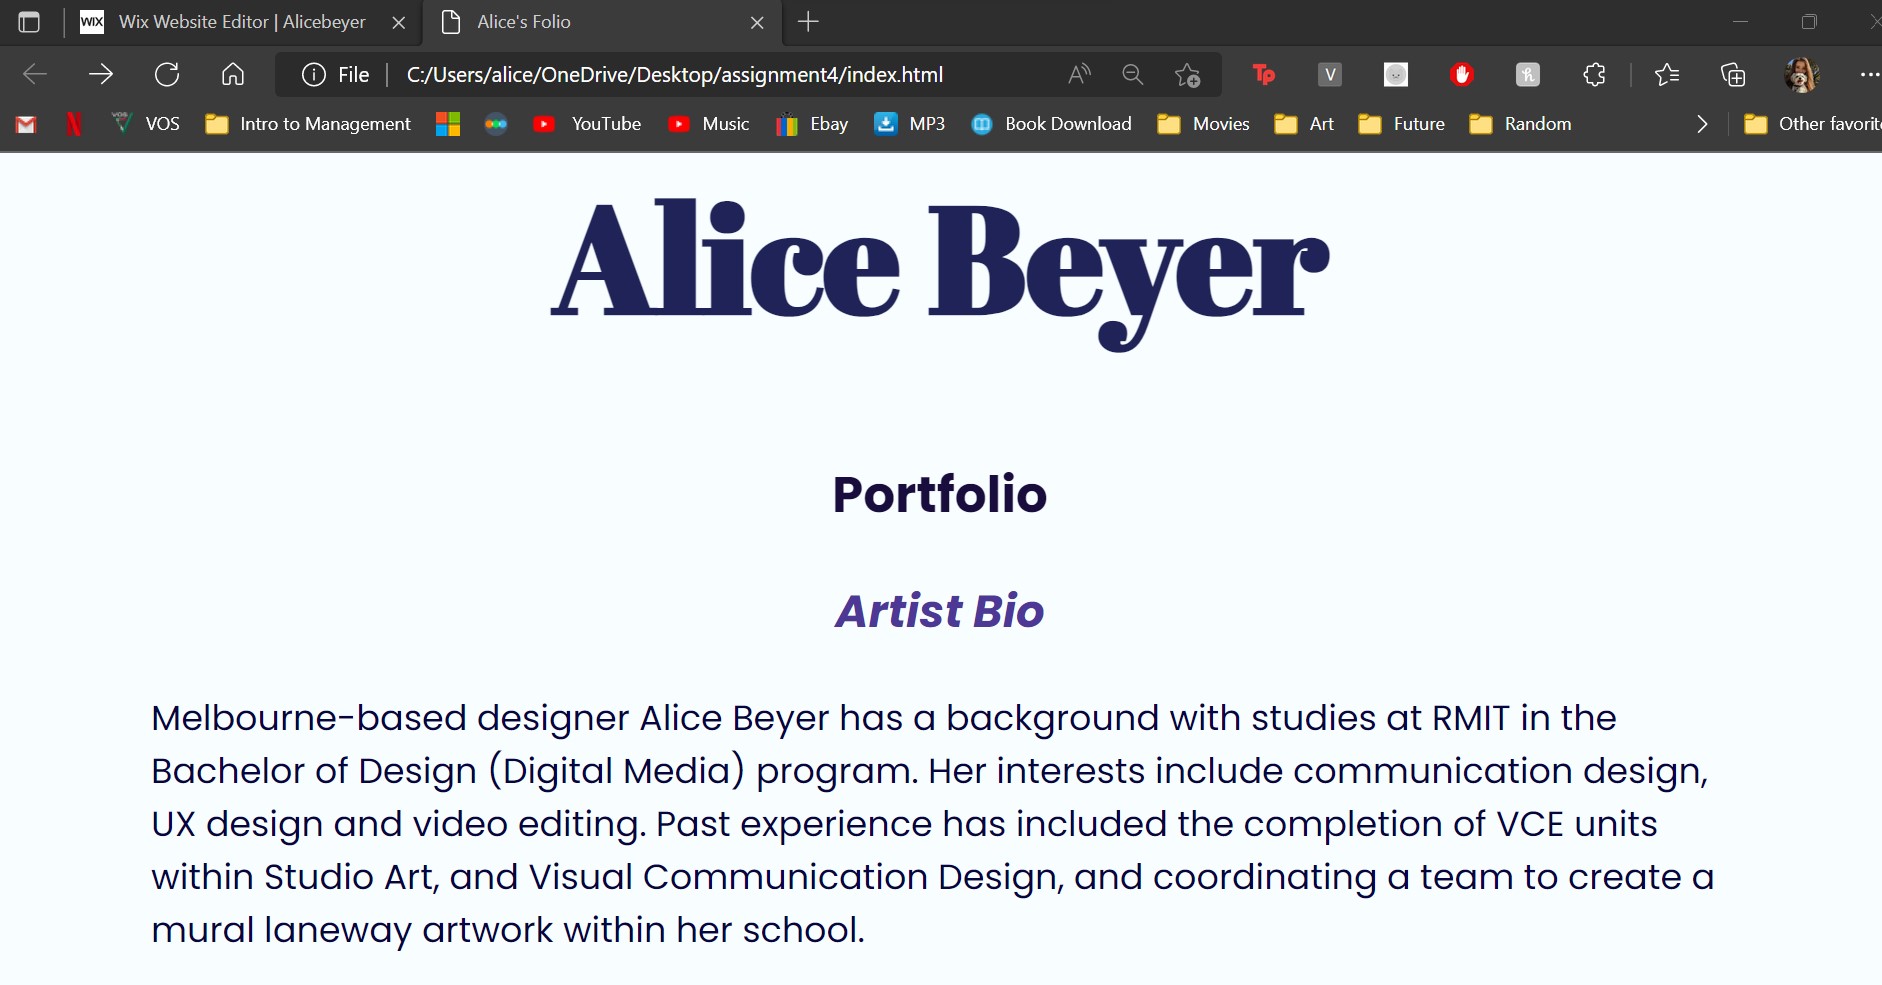 WIX Wix Website Editor | Alicebeyer Alice's Folio
File C:/Users/alice/OneDrive/Desktop/assignment4/index.html A Tp V
VOS VOS Intro to Management YouTube Music Ebay MP3 Book Download Movies Art Future Random Other favorit
Alice Beyer
Portfolio
Artist Bio
Melbourne-based designer Alice Beyer has a background with studies at RMIT in the
Bachelor of Design (Digital Media) program. Her interests include communication design,
UX design and video editing. Past experience has included the completion of VCE units
within Studio Art, and Visual Communication Design, and coordinating a team to create a
mural laneway artwork within her school.